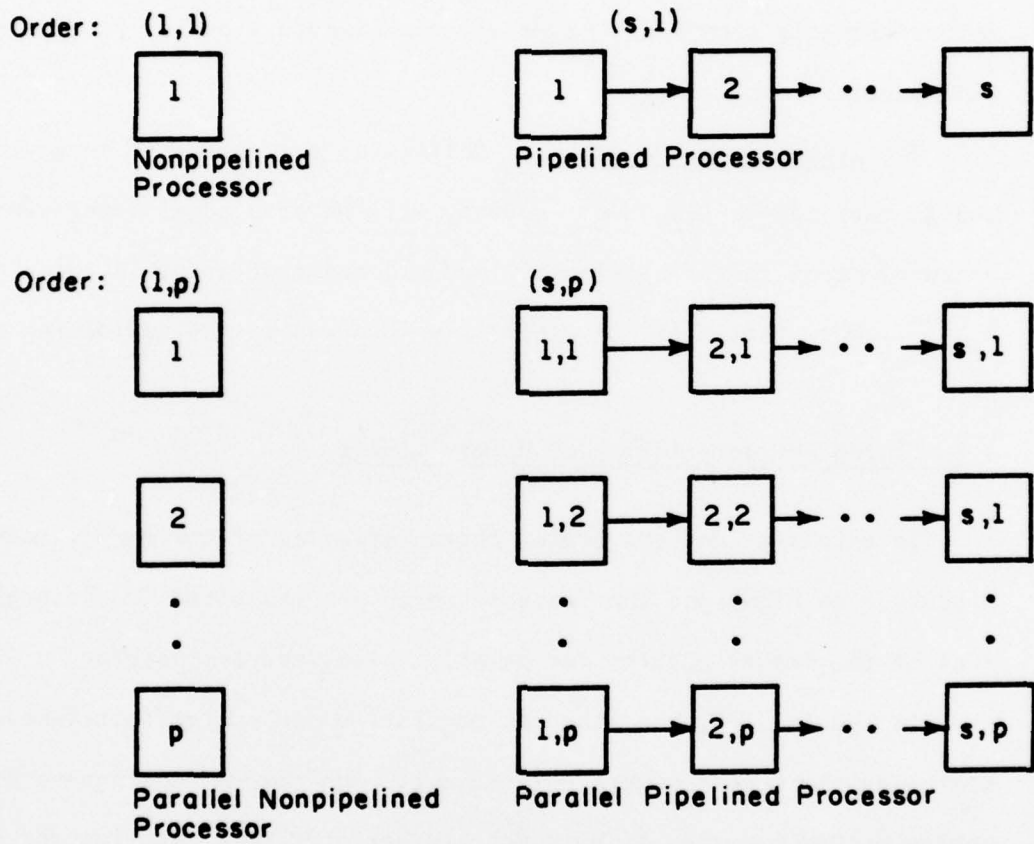 Order: (1,1) (s,1)
1 2 •• s
Nonpipelined Pipelined Processor
Processor
Order: (1,p) (s,p)
1 1,1 2,1 •• s,1
2 1,2 2,2 •• s,1
p 1,p 2,p •• s,p
Parallel Nonpipelined Parallel Pipelined Processor
Processor